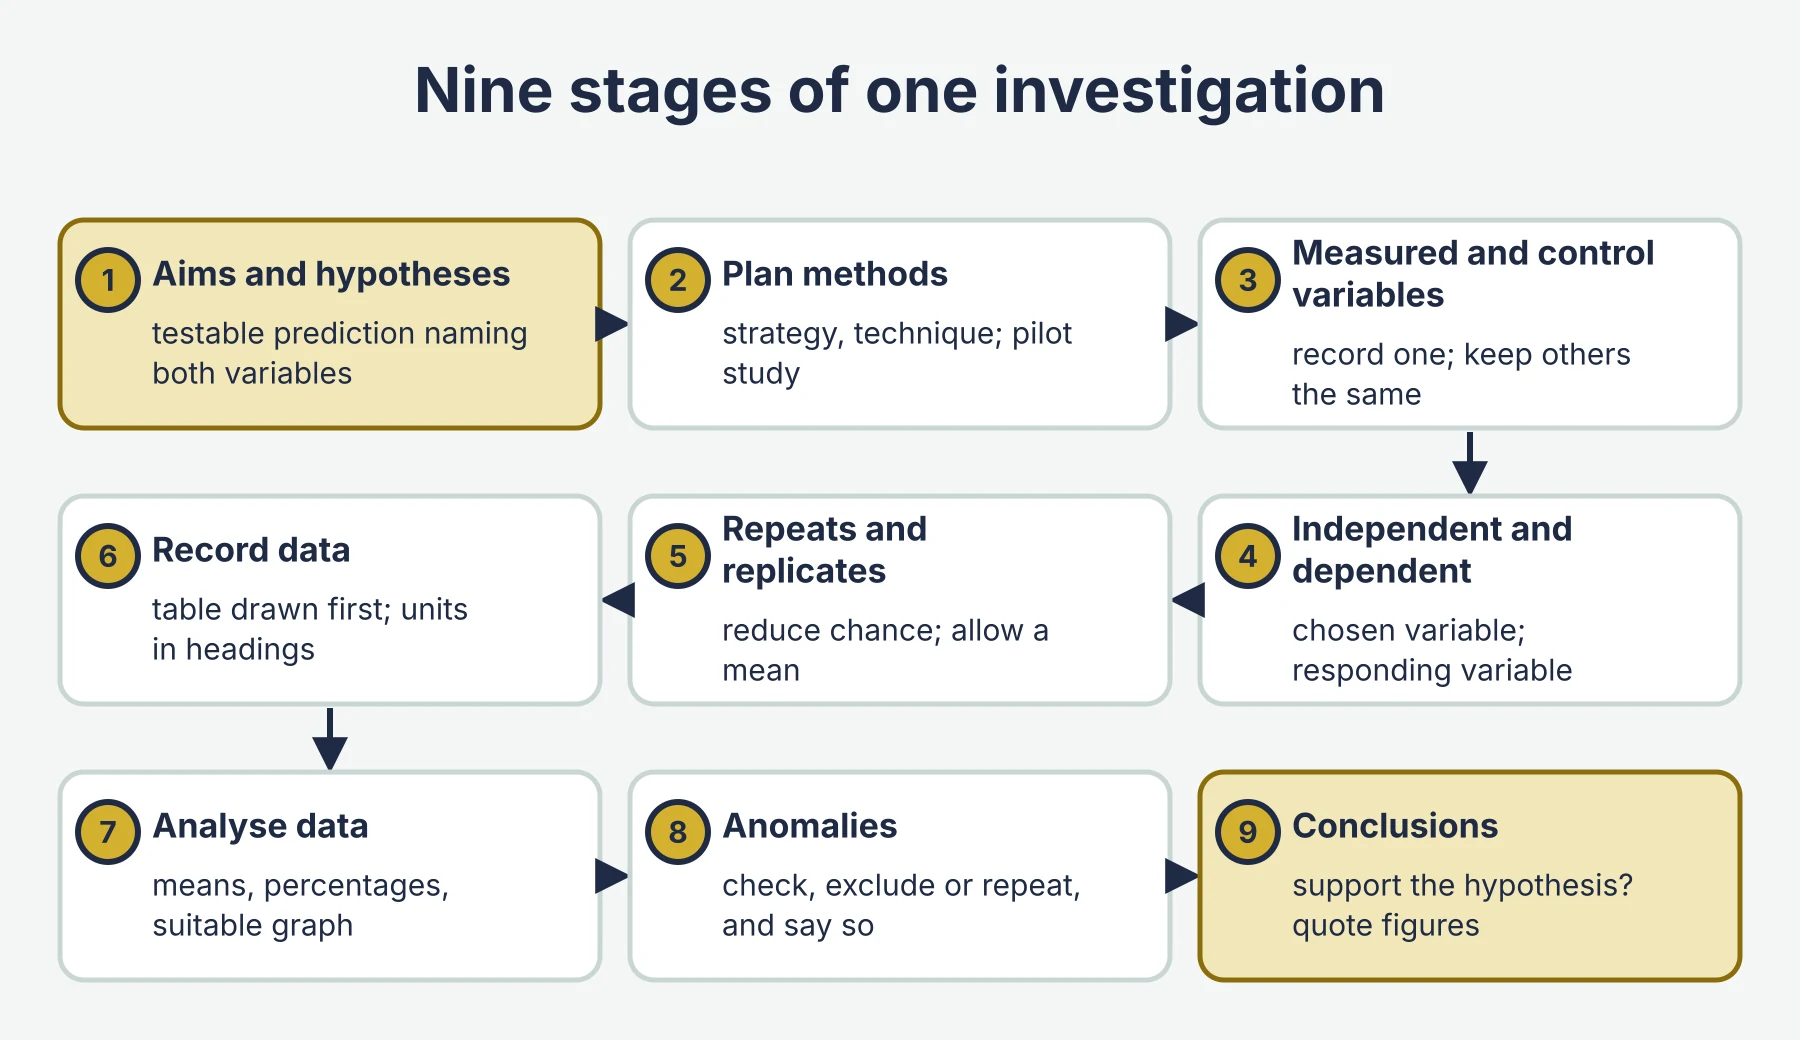 Nine stages of one investigation
1
Aims and hypotheses
testable prediction naming
both variables
2
Plan methods
strategy, technique; pilot
study
3
Measured and control
variables
record one; keep others
the same
4
Independent and
dependent
chosen variable;
responding variable
5
Repeats and
replicates
reduce chance; allow a
mean
6
Record data
table drawn first; units
in headings
7
Analyse data
means, percentages,
suitable graph
8
Anomalies
check, exclude or repeat,
and say so
9
Conclusions
support the hypothesis?
quote figures